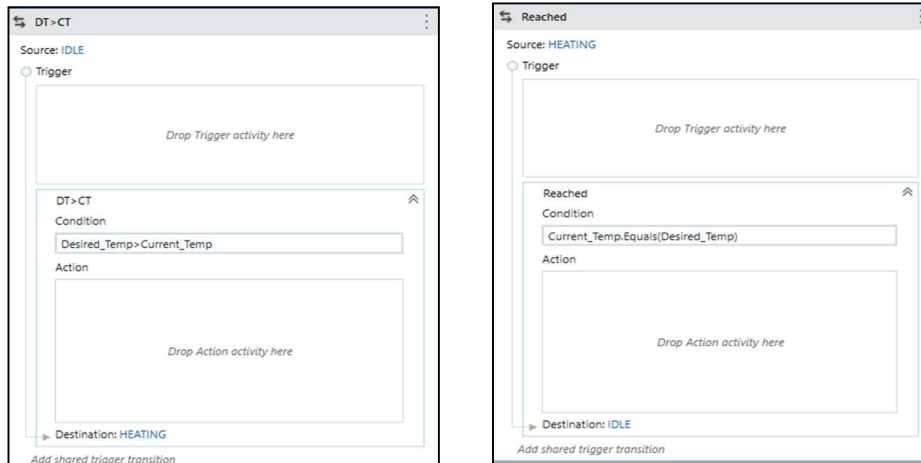 DT>CT
Source: IDLE
Trigger
Drop Trigger activity here
DT>CT
Condition
Desired_Temp>Current_Temp
Action
Drop Action activity here
Destination: HEATING
Add shared trigger transition
Reached
Source: HEATING
Trigger
Drop Trigger activity here
Reached
Condition
Current_Temp.Equals(Desired_Temp)
Action
Drop Action activity here
Destination: IDLE
Add shared trigger transition